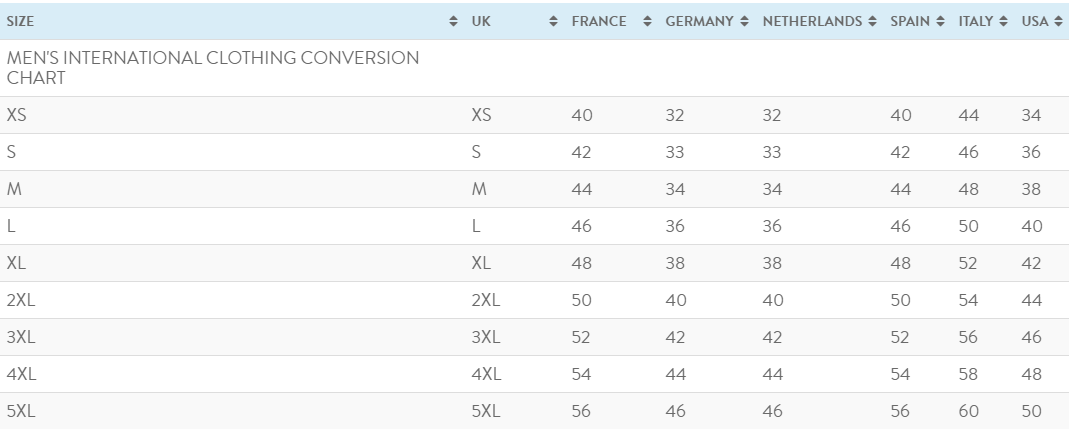 SIZE UK FRANCE GERMANY NETHERLANDS SPAIN ITALY USA
MEN'S INTERNATIONAL CLOTHING CONVERSION
CHART
XS XS 40 32 32 40 44 34
S S 42 33 33 42 46 36
M M 44 34 34 44 48 38
L L 46 36 36 46 50 40
XL XL 48 38 38 48 52 42
2XL 2XL 50 40 40 50 54 44
3XL 3XL 52 42 42 52 56 46
4XL 4XL 54 44 44 54 58 48
5XL 5XL 56 46 46 56 60 50